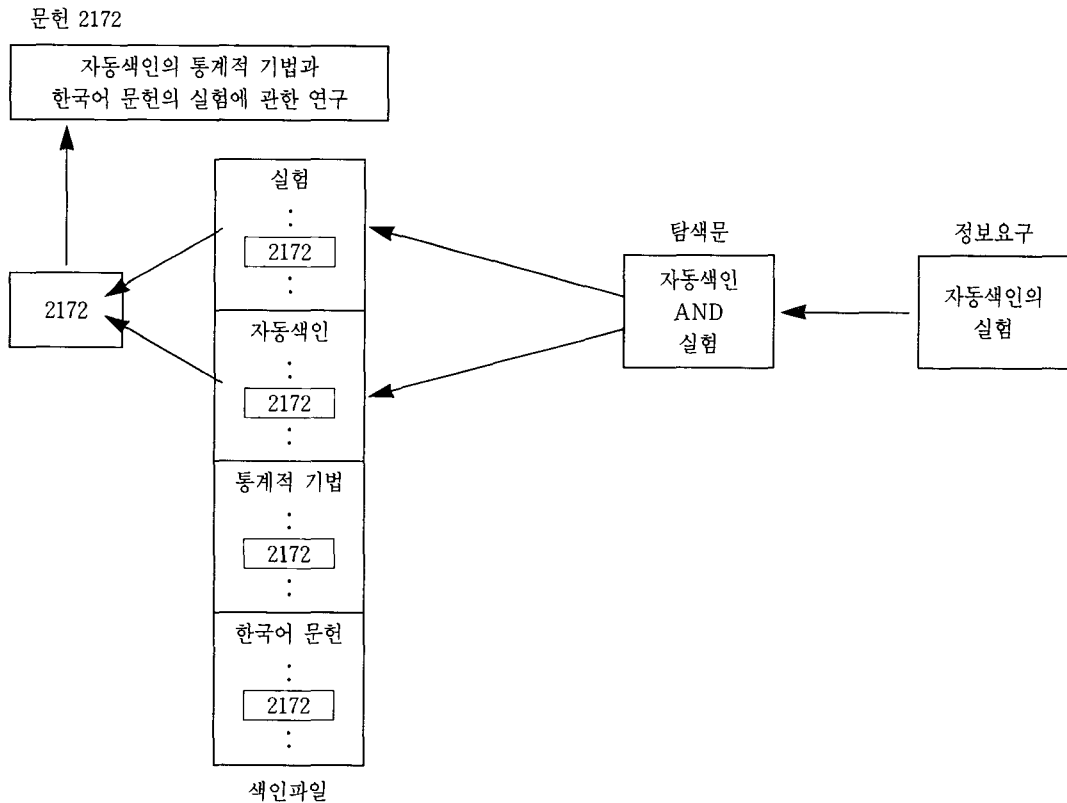 문헌 2172
자동색인의 통계적 기법과
한국어 문헌의 실험에 관한 연구
2172
실험
2172
자동색인
2172
통계적 기법
2172
한국어 문헌
2172
색인파일
탐색문
자동색인
AND
실험
정보요구
자동색인의
실험